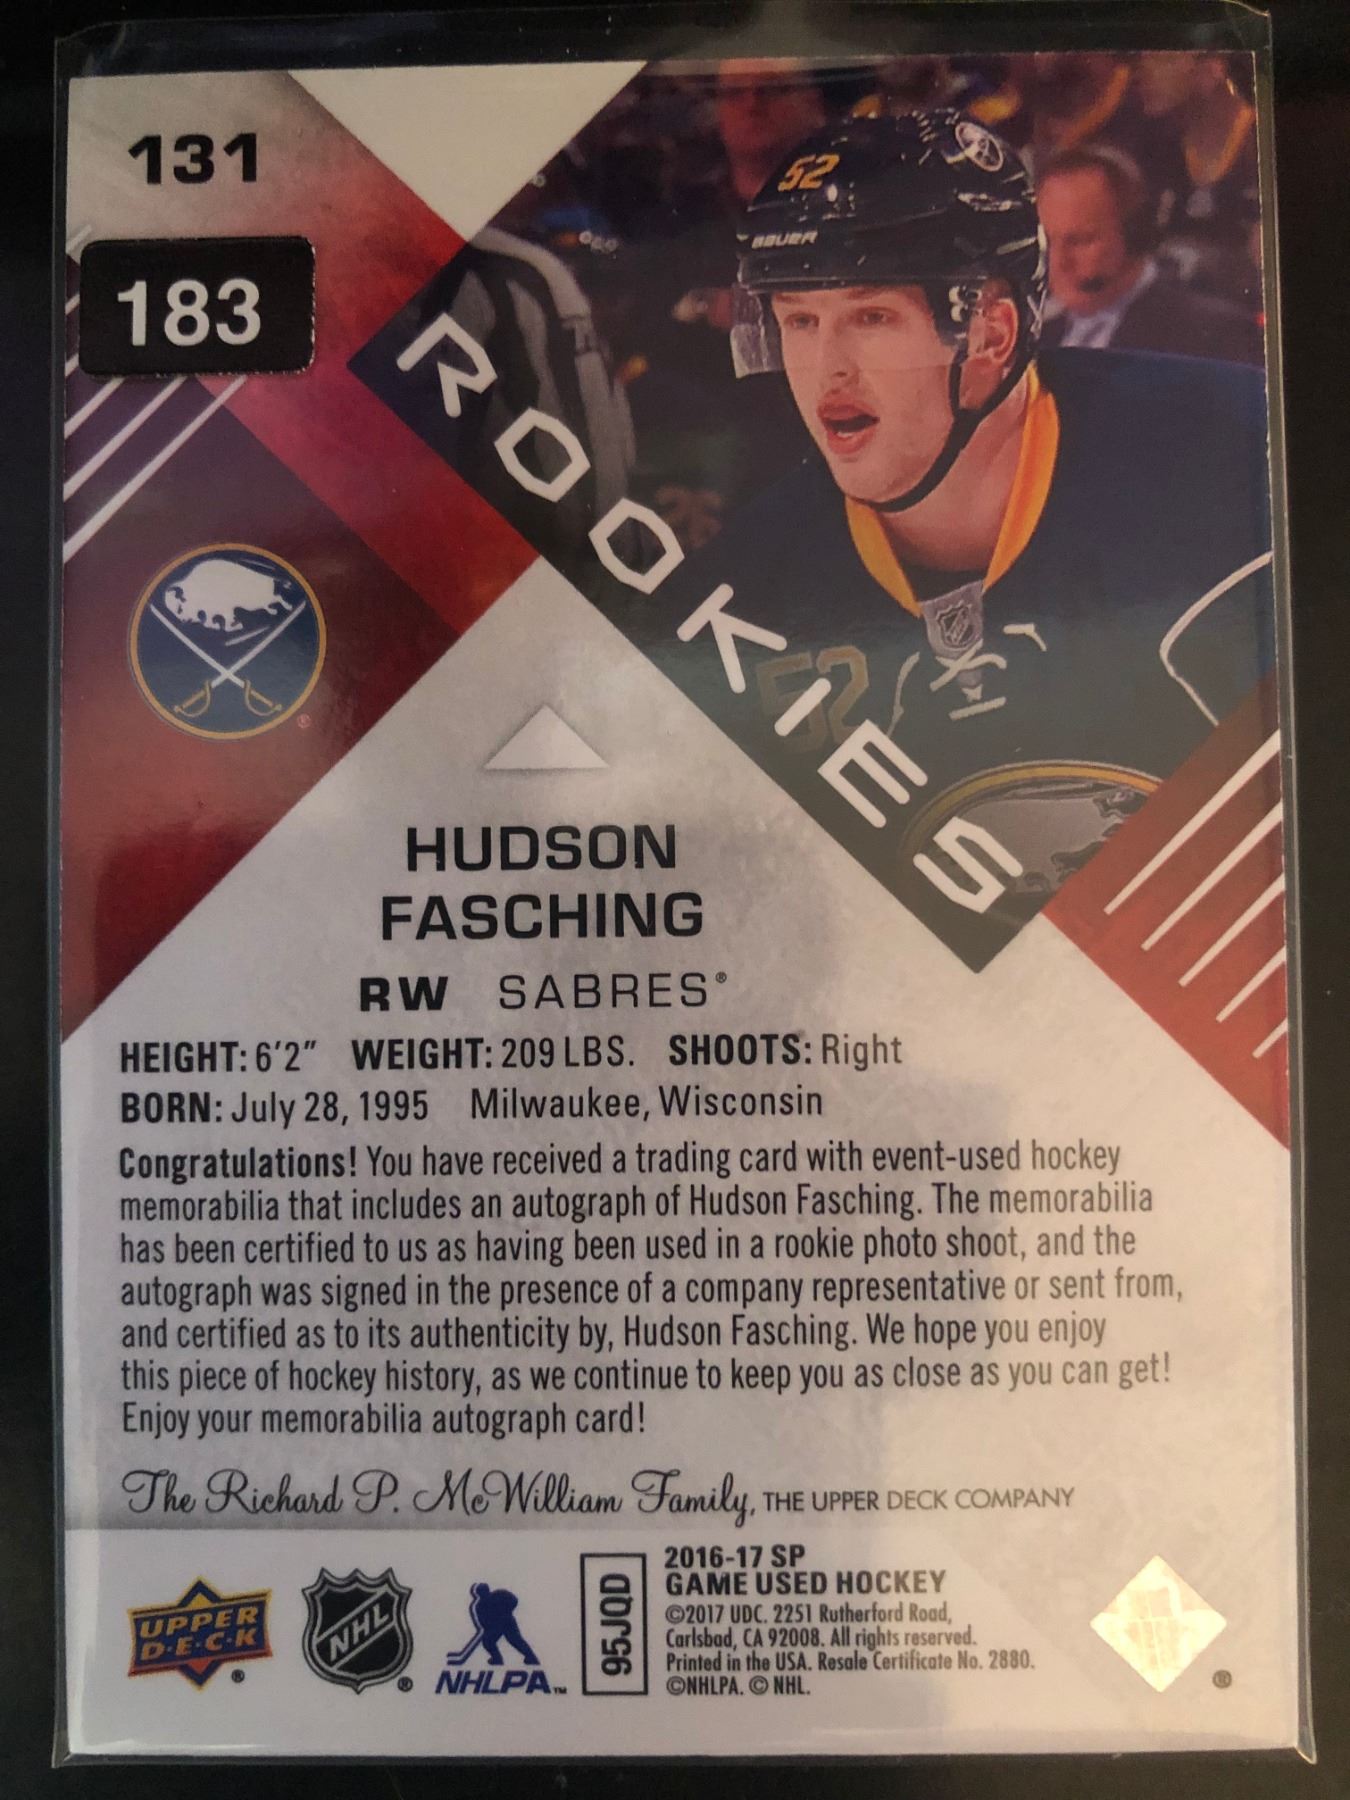 131
183
52
BAUER
ROOKIES
52
HUDSON
FASCHING
RW SABRES®
HEIGHT: 6'2" WEIGHT: 209 LBS. SHOOTS: Right
BORN: July 28, 1995 Milwaukee, Wisconsin
Congratulations! You have received a trading card with event-used hockey
memorabilia that includes an autograph of Hudson Fasching. The memorabilia
has been certified to us as having been used in a rookie photo shoot, and the
autograph was signed in the presence of a company representative or sent from,
and certified as to its authenticity by, Hudson Fasching. We hope you enjoy
this piece of hockey history, as we continue to keep you as close as you can get!
Enjoy your memorabilia autograph card!
The Richard P. McWilliam Family, THE UPPER DECK COMPANY
UPPER
D·E·C·K
®
NHL
®
NHLPA™
95JQD
2016-17 SP
GAME USED HOCKEY
©2017 UDC. 2251 Rutherford Road,
Carlsbad, CA 92008. All rights reserved.
Printed in the USA. Resale Certificate No. 2880.
©NHLPA. © NHL.
®